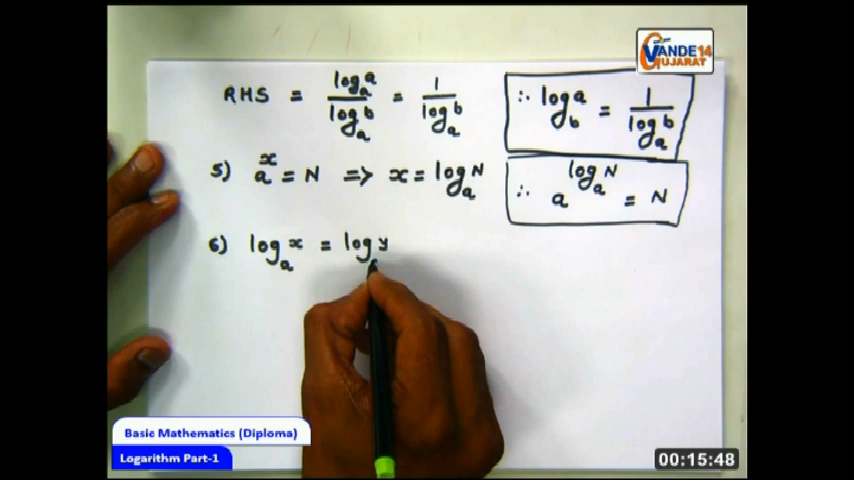 VANDE 14
GUJARAT
RHS = log_a a / log_a b = 1 / log_a b
∴ log_b a = 1 / log_a b
5) a^x = N => x = log_a N
∴ a^(log_a N) = N
6) log_a x = log y
Basic Mathematics (Diploma)
Logarithm Part-1
00:15:48